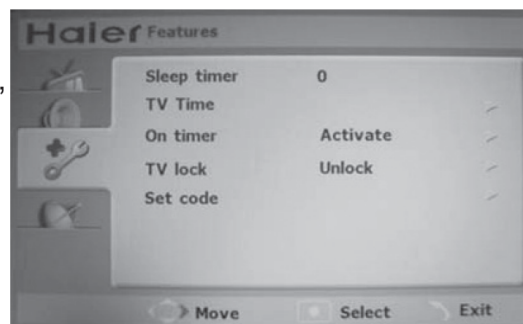 Haier Features
Sleep timer 0
TV Time
On timer Activate
TV lock Unlock
Set code
Move Select Exit